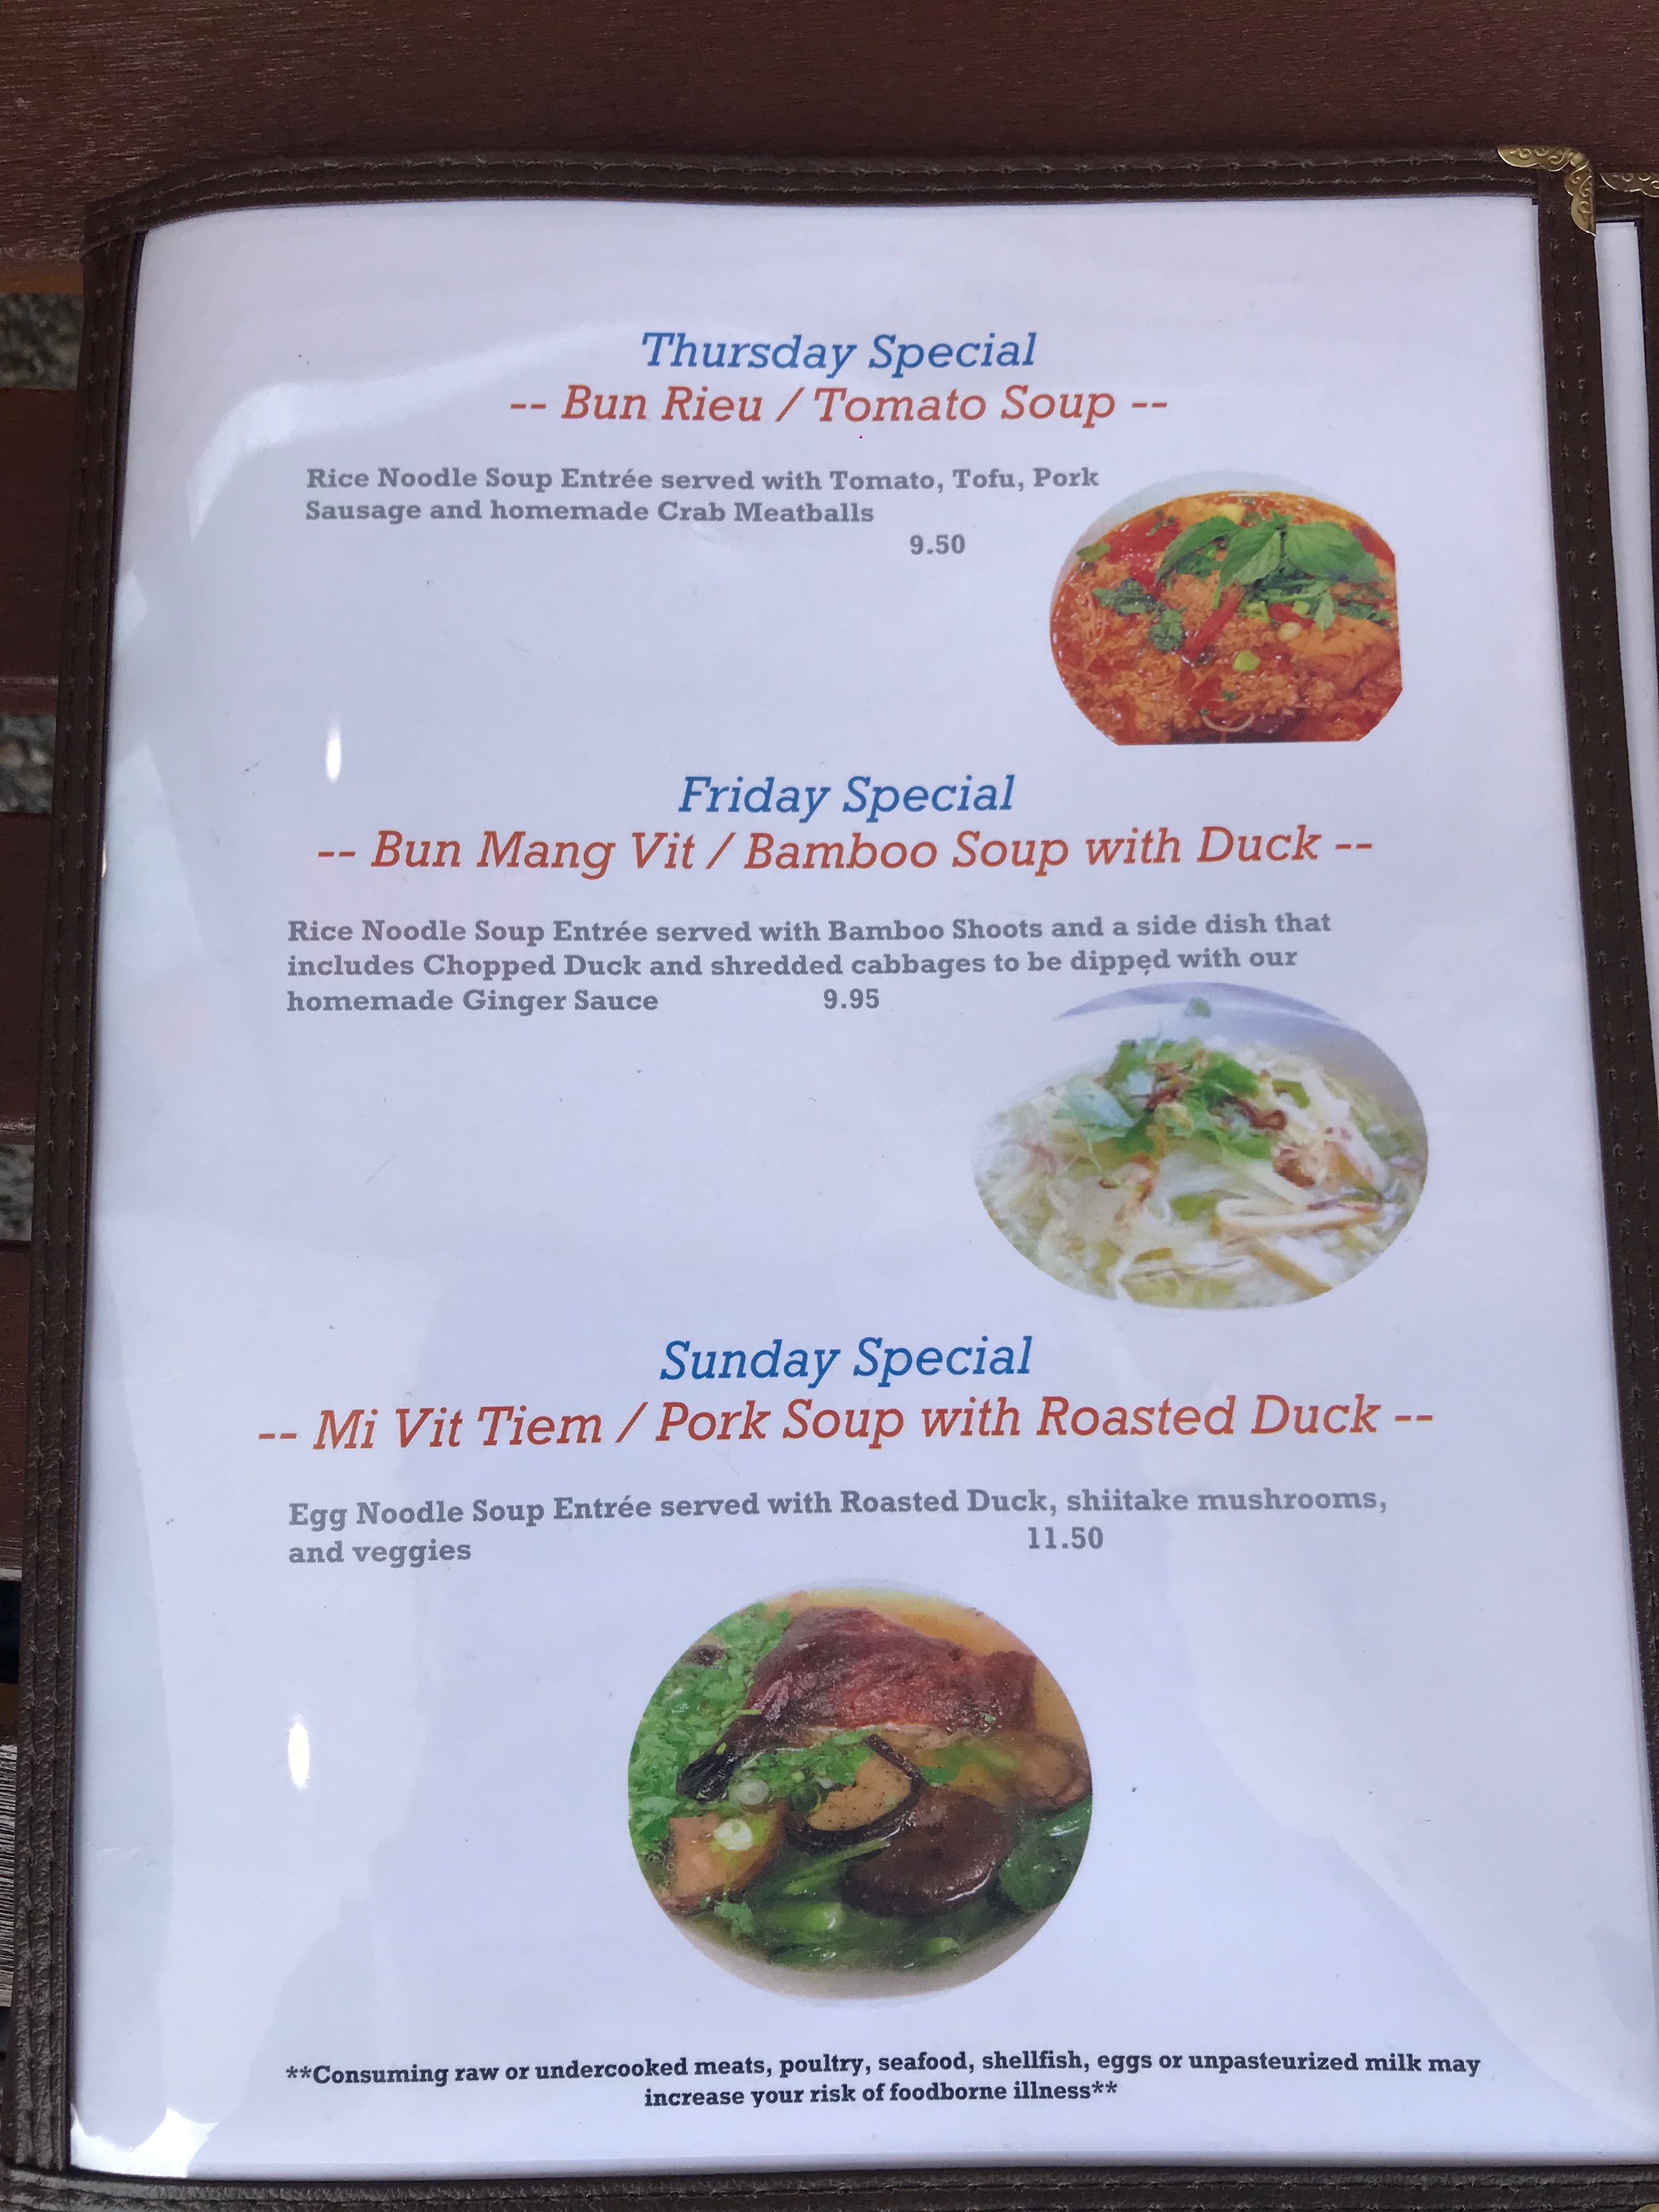 Thursday Special
-- Bun Rieu / Tomato Soup --
Rice Noodle Soup Entrée served with Tomato, Tofu, Pork
Sausage and homemade Crab Meatballs
9.50
Friday Special
-- Bun Mang Vit / Bamboo Soup with Duck --
Rice Noodle Soup Entrée served with Bamboo Shoots and a side dish that
includes Chopped Duck and shredded cabbages to be dipped with our
homemade Ginger Sauce 9.95
Sunday Special
-- Mi Vit Tiem / Pork Soup with Roasted Duck --
Egg Noodle Soup Entrée served with Roasted Duck, shiitake mushrooms,
and veggies 11.50
**Consuming raw or undercooked meats, poultry, seafood, shellfish, eggs or unpasteurized milk may
increase your risk of foodborne illness**